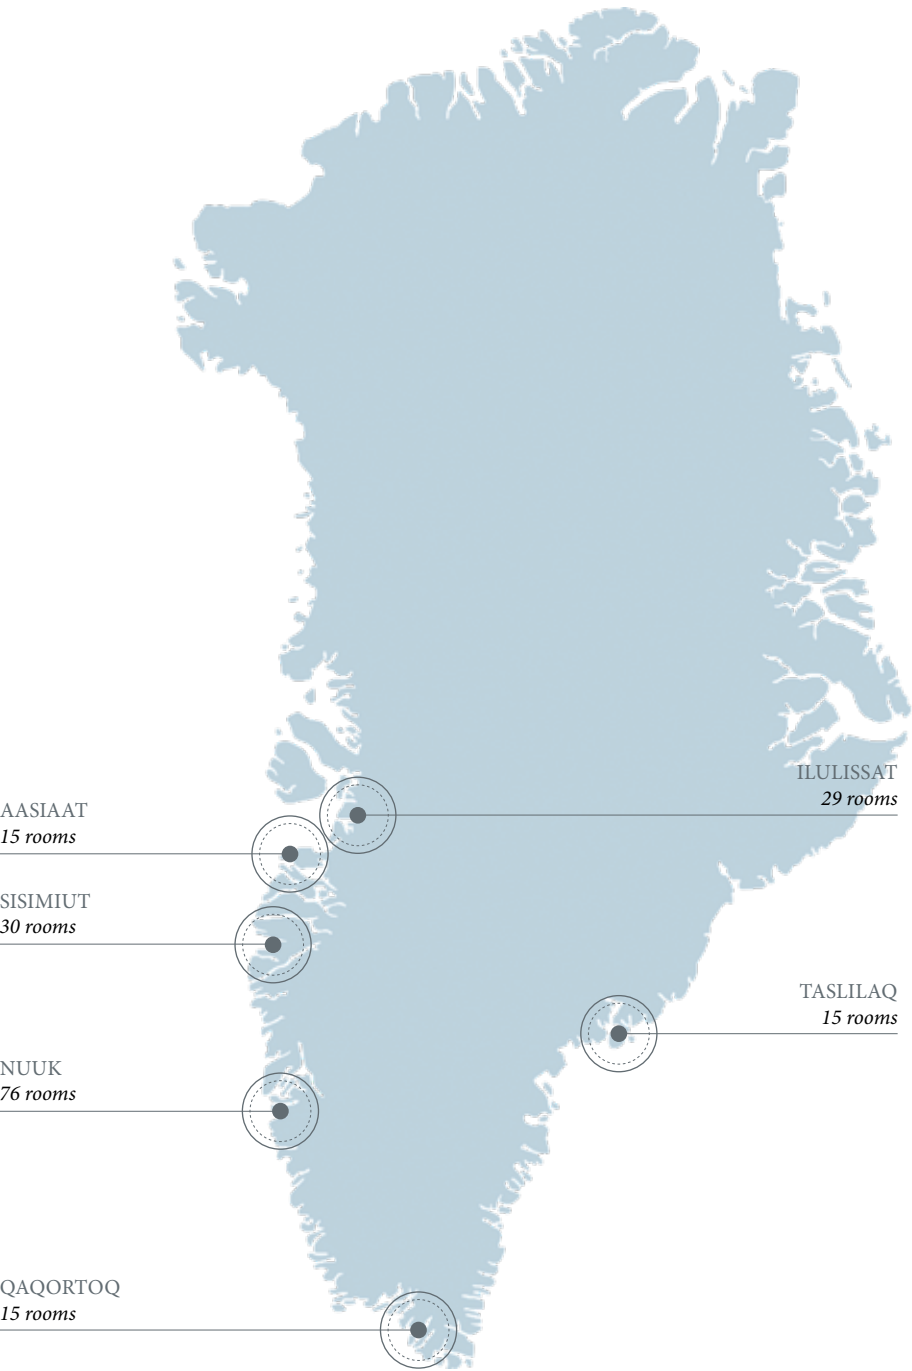 ILULISSAT
29 rooms
AASIAAT
15 rooms
SISIMIUT
30 rooms
TASLILAQ
15 rooms
NUUK
76 rooms
QAQORTOQ
15 rooms